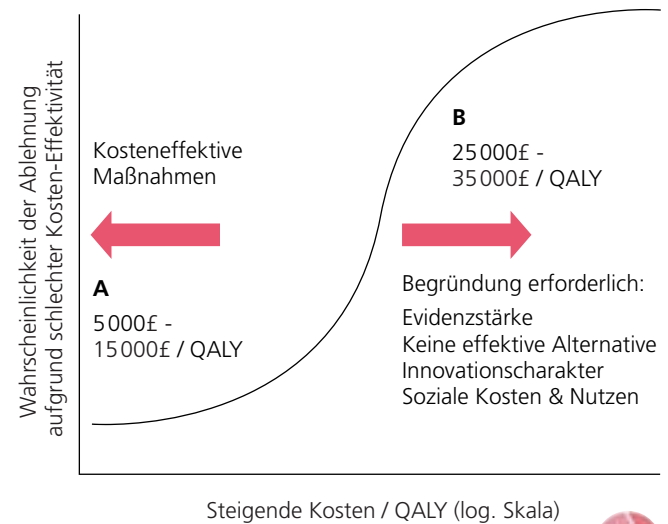 Wahrscheinlichkeit der Ablehnung
aufgrund schlechter Kosten-Effektivität
Kosteneffektive
Maßnahmen
A
5000£ -
15000£ / QALY
B
25000£ -
35000£ / QALY
Begründung erforderlich:
Evidenzstärke
Keine effektive Alternative
Innovationscharakter
Soziale Kosten & Nutzen
Steigende Kosten / QALY (log. Skala)